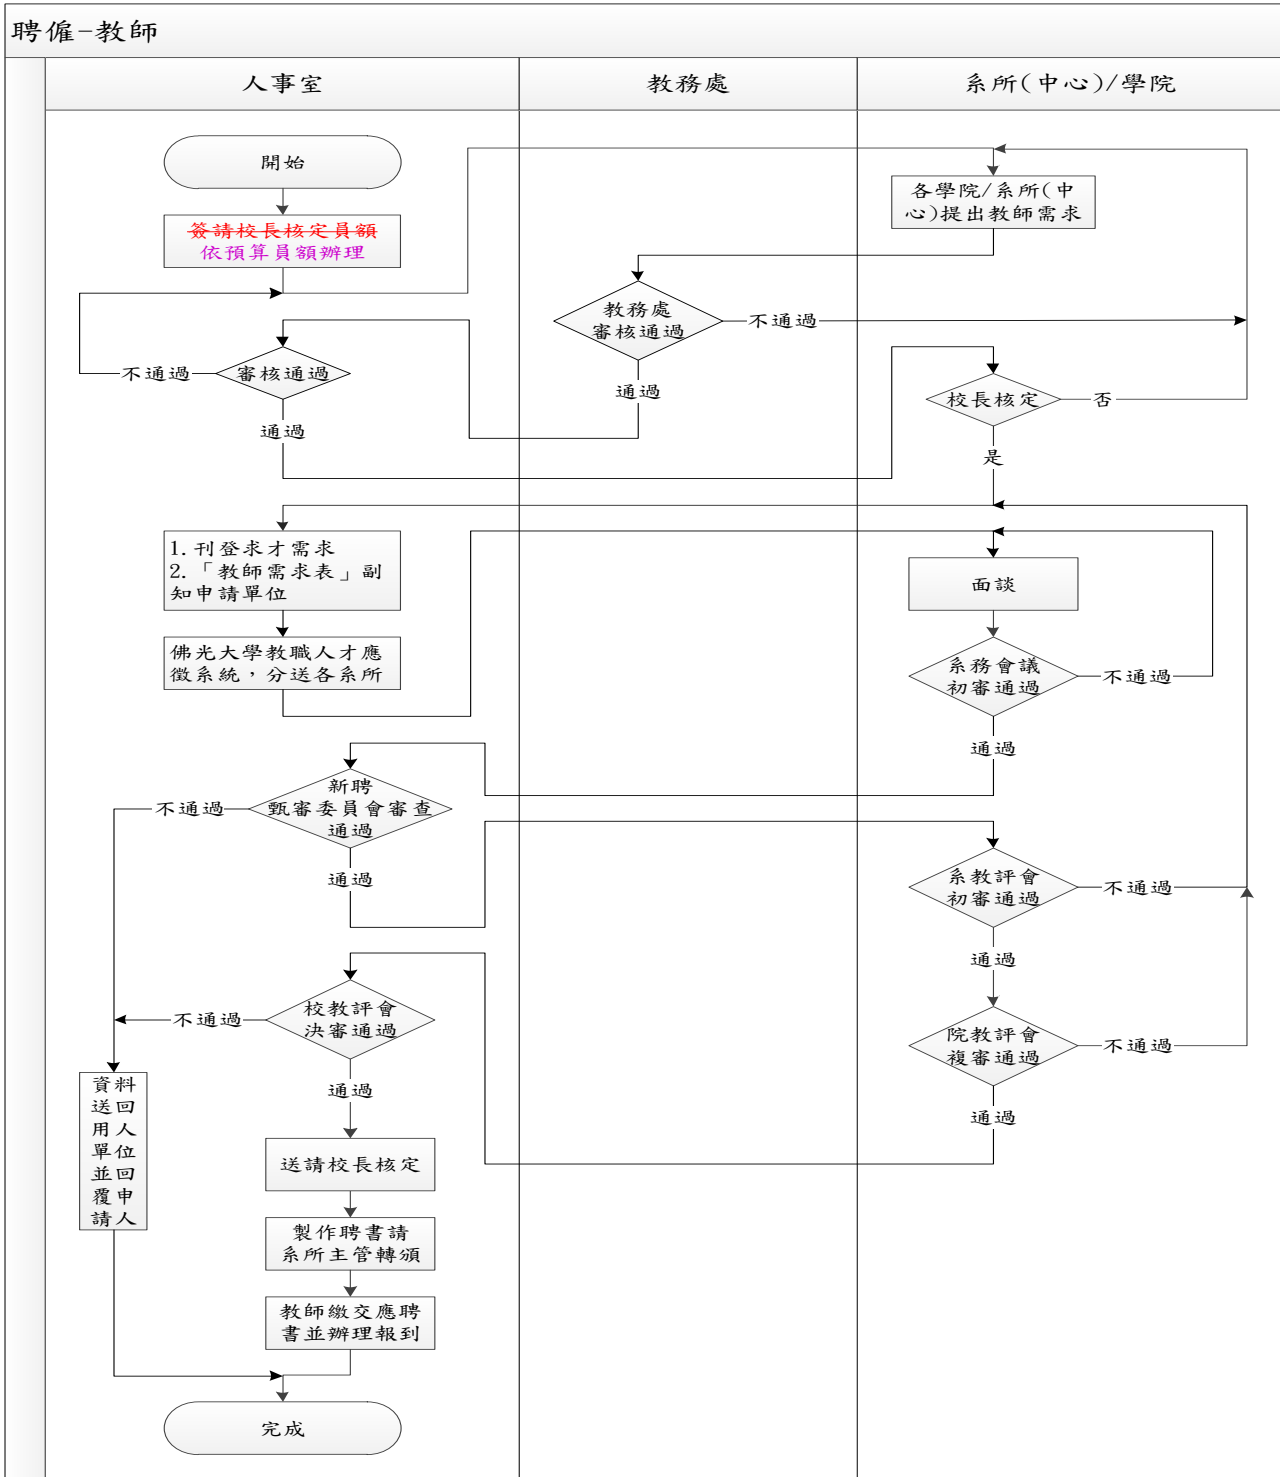 聘僱-教師
人事室
教務處
系所(中心)/學院
開始
簽請校長核定員額
依預算員額辦理
各學院/系所(中
心)提出教師需求
教務處
審核通過
不通過
通過
審核通過
不通過
通過
校長核定
否
是
1. 刊登求才需求
2. 「教師需求表」副
知申請單位
佛光大學教職人才應
徵系統，分送各系所
面談
系務會議
初審通過
不通過
通過
新聘
甄審委員會審查
通過
不通過
通過
系教評會
初審通過
不通過
通過
院教評會
複審通過
不通過
通過
校教評會
決審通過
不通過
通過
資料
送回
用人
單位
並回
覆申
請人
送請校長核定
製作聘書請
系所主管轉頒
教師繳交應聘
書並辦理報到
完成